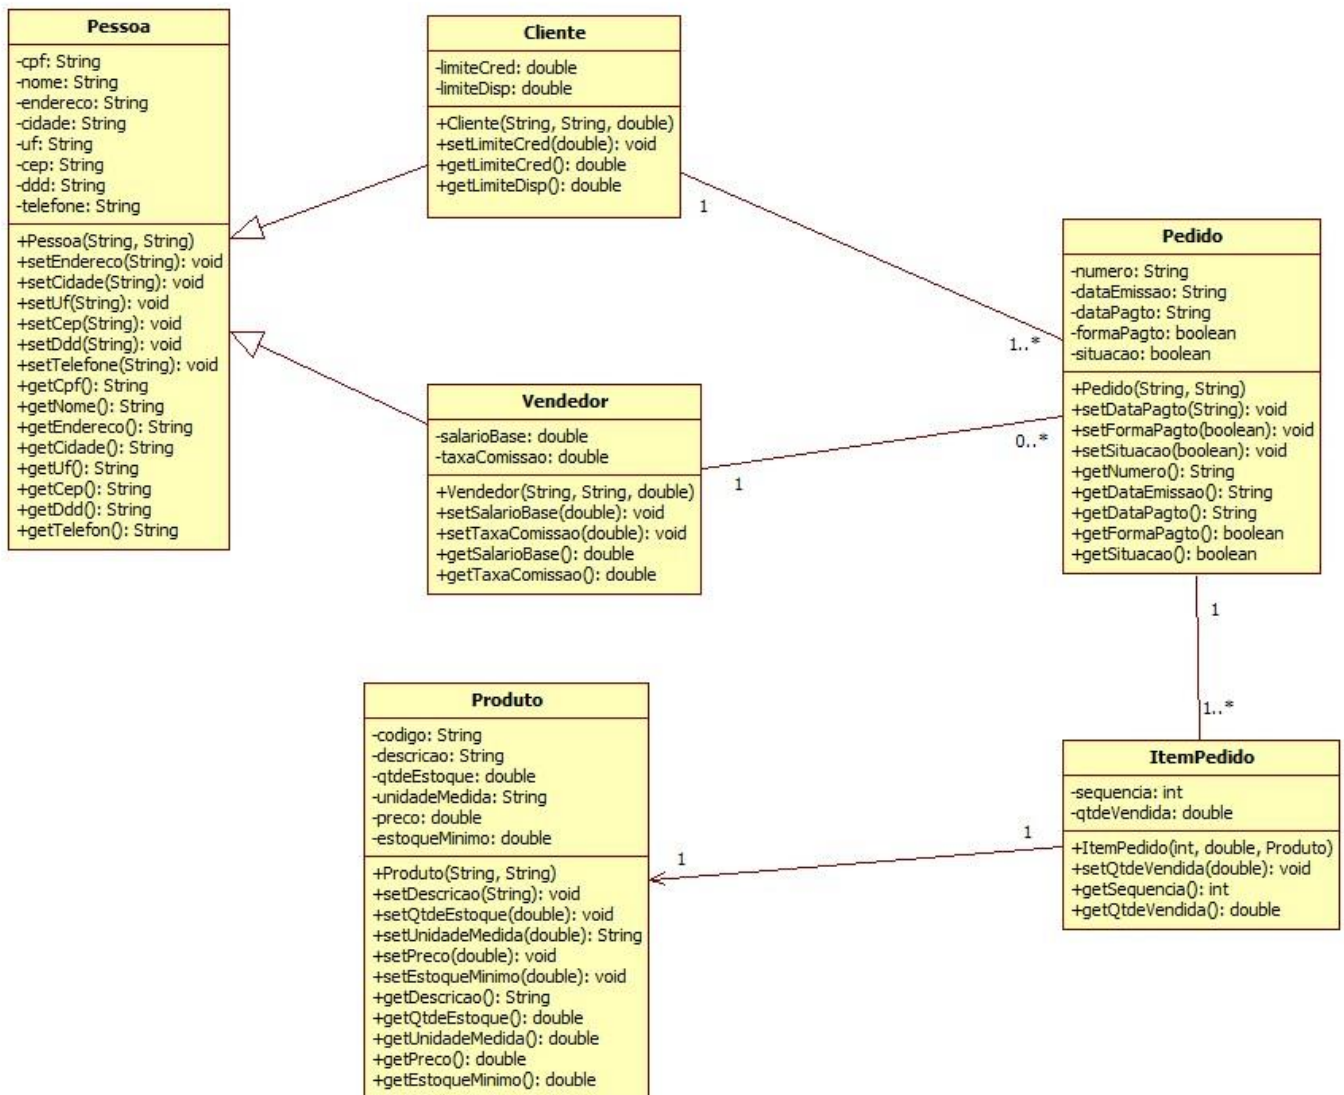 Pessoa
-cpf: String
-nome: String
-endereco: String
-cidade: String
-uf: String
-cep: String
-ddd: String
-telefone: String
+Pessoa(String, String)
+setEndereco(String): void
+setCidade(String): void
+setUf(String): void
+setCep(String): void
+setDdd(String): void
+setTelefone(String): void
+getCpf(): String
+getNome(): String
+getEndereco(): String
+getCidade(): String
+getUf(): String
+getCep(): String
+getDdd(): String
+getTelefon(): String
Cliente
-limiteCred: double
-limiteDisp: double
+Cliente(String, String, double)
+setLimiteCred(double): void
+getLimiteCred(): double
+getLimiteDisp(): double
1
1..*
Vendedor
-salarioBase: double
-taxaComissao: double
+Vendedor(String, String, double)
+setSalarioBase(double): void
+setTaxaComissao(double): void
+getSalarioBase(): double
+getTaxaComissao(): double
1
0..*
Pedido
-numero: String
-dataEmissao: String
-dataPagto: String
-formaPagto: boolean
-situacao: boolean
+Pedido(String, String)
+setDataPagto(String): void
+setFormaPagto(boolean): void
+setSituacao(boolean): void
+getNumero(): String
+getDataEmissao(): String
+getDataPagto(): String
+getFormaPagto(): boolean
+getSituacao(): boolean
1
1..*
Produto
-codigo: String
-descricao: String
-qtdeEstoque: double
-unidadeMedida: String
-preco: double
-estoqueMinimo: double
+Produto(String, String)
+setDescricao(String): void
+setQtdeEstoque(double): void
+setUnidadeMedida(double): String
+setPreco(double): void
+setEstoqueMinimo(double): void
+getDescricao(): String
+getQtdeEstoque(): double
+getUnidadeMedida(): double
+getPreco(): double
+getEstoqueMinimo(): double
1
1
ItemPedido
-sequencia: int
-qtdeVendida: double
+ItemPedido(int, double, Produto)
+setQtdeVendida(double): void
+getSequencia(): int
+getQtdeVendida(): double